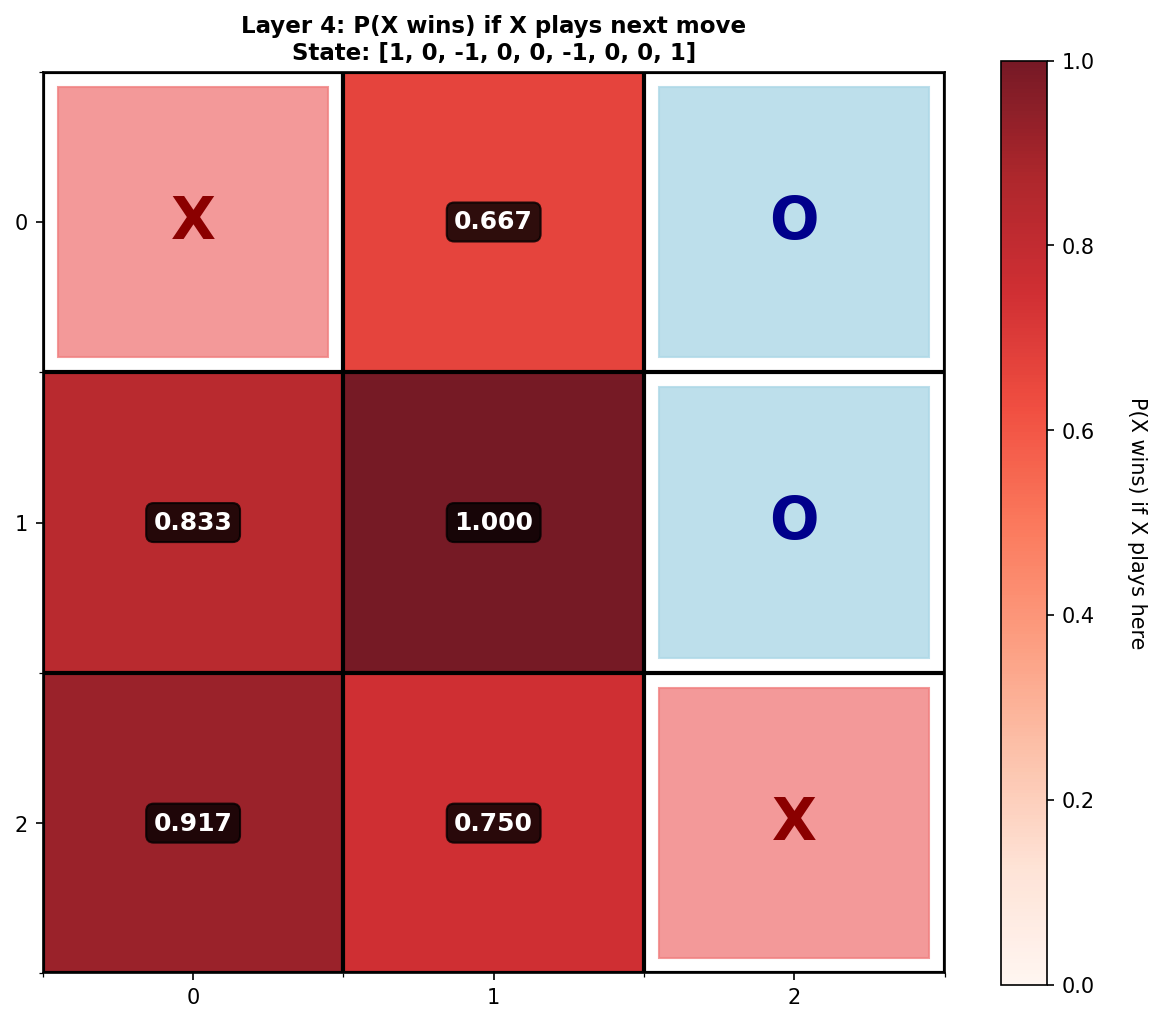 Layer 4: P(X wins) if X plays next move
State: [1, 0, -1, 0, 0, -1, 0, 0, 1]
0
X
0.667
O
1
0.833
1.000
O
2
0.917
0.750
X
0
1
2
1.0
0.8
0.6
0.4
0.2
0.0
P(X wins) if X plays here